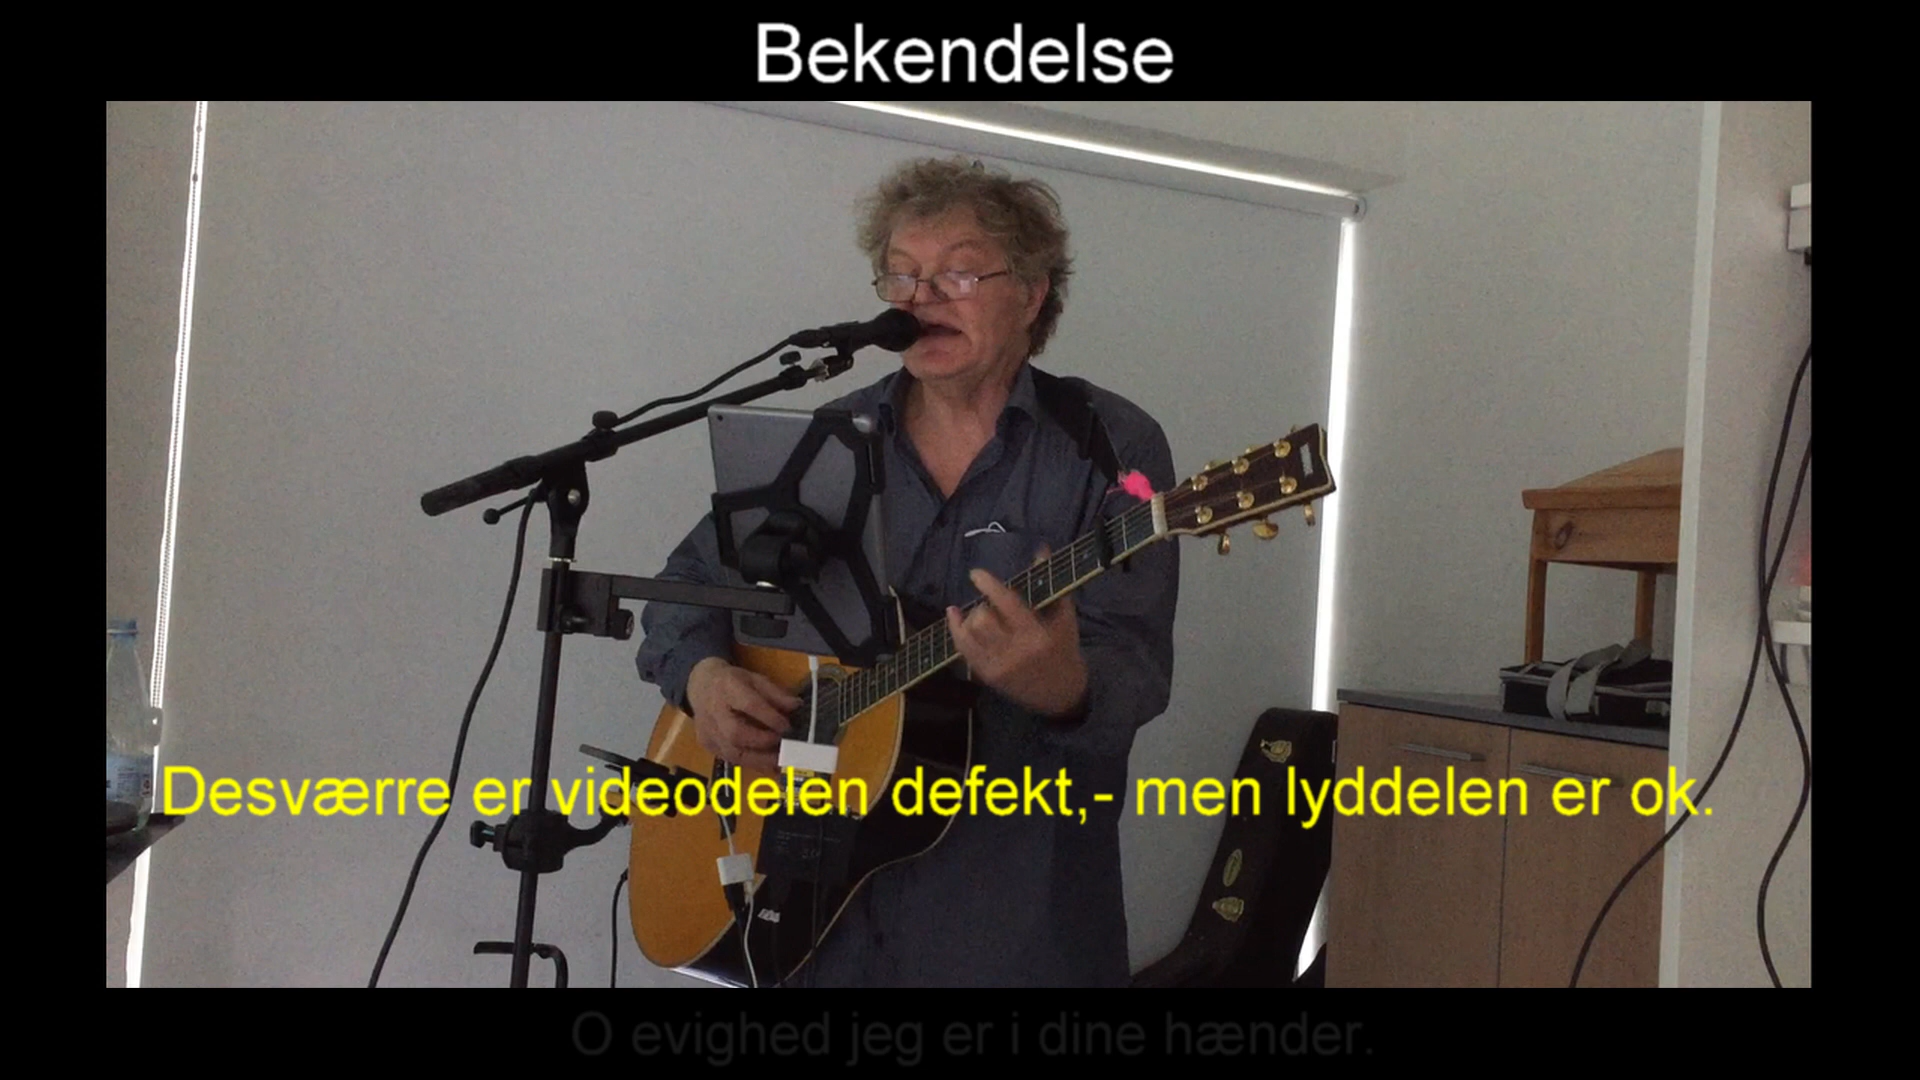 Bekendelse
Desværre er videodelen defekt,- men lyddelen er ok.
O evighed jeg er i dine hænder.